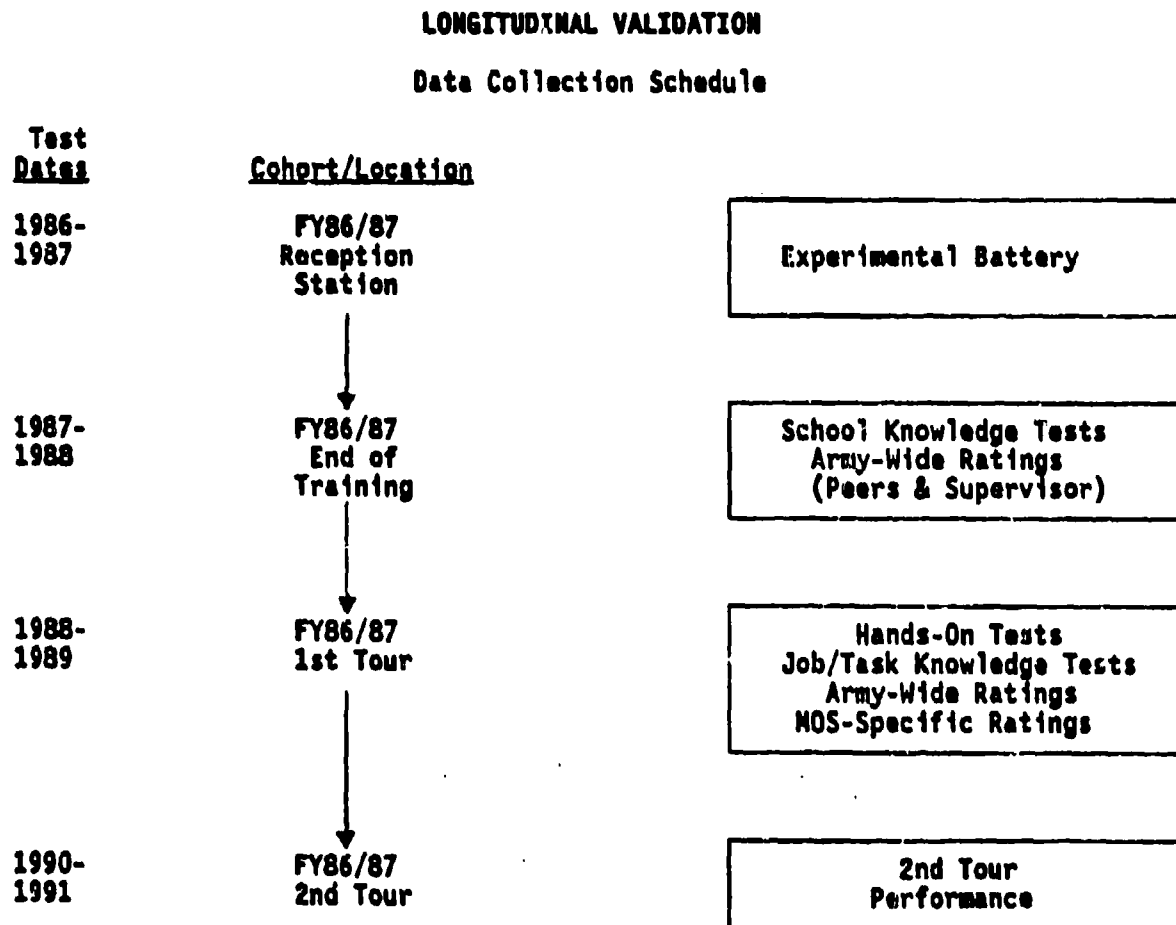 LONGITUDINAL VALIDATION
Data Collection Schedule
Test
Dates
Cohort/Location
1986-
1987
FY86/87
Reception
Station
Experimental Battery
1987-
1988
FY86/87
End of
Training
School Knowledge Tests
Army-Wide Ratings
(Peers & Supervisor)
1988-
1989
FY86/87
1st Tour
Hands-On Tests
Job/Task Knowledge Tests
Army-Wide Ratings
MOS-Specific Ratings
1990-
1991
FY86/87
2nd Tour
2nd Tour
Performance